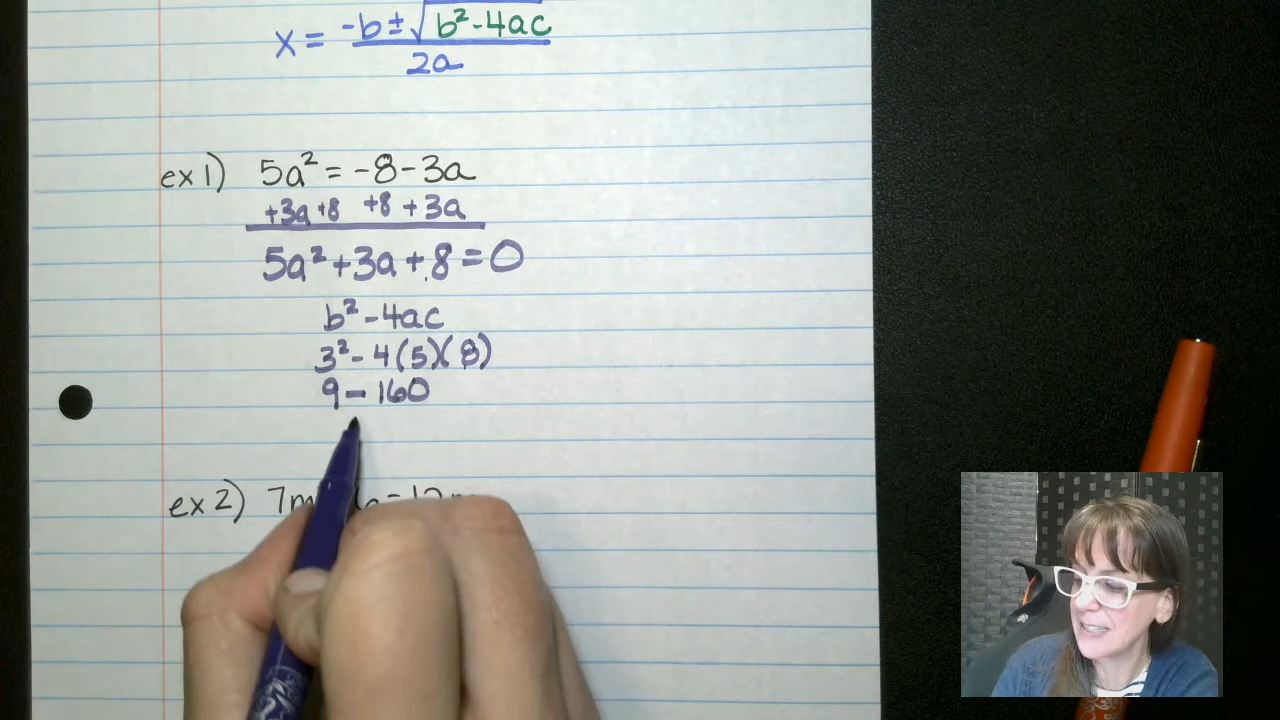 x = -b ± √b² - 4ac
2a
ex 1) 5a² = -8 - 3a
+3a +8 +8 + 3a
5a² + 3a + 8 = 0
b² - 4ac
3² - 4(5)(8)
9 - 160
ex 2) 7m